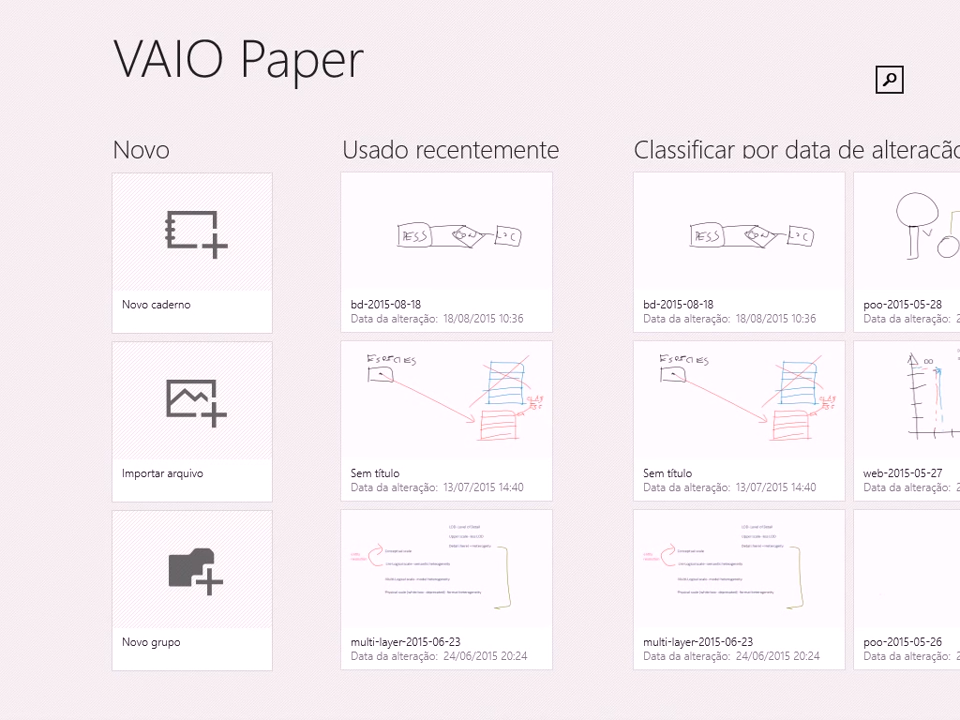 VAIO Paper
Novo
Novo caderno
Importar arquivo
Novo grupo
Usado recentemente
PESS
bd-2015-08-18
Data da alteração: 18/08/2015 10:36
Sem título
Data da alteração: 13/07/2015 14:40
multi-layer-2015-06-23
Data da alteração: 24/06/2015 20:24
Classificar por data de alteração
PESS
bd-2015-08-18
Data da alteração: 18/08/2015 10:36
Sem título
Data da alteração: 13/07/2015 14:40
multi-layer-2015-06-23
Data da alteração: 24/06/2015 20:24
poo-2015-05-28
Data da alteração: 2
web-2015-05-27
Data da alteração: 2
poo-2015-05-26
Data da alteração: 2